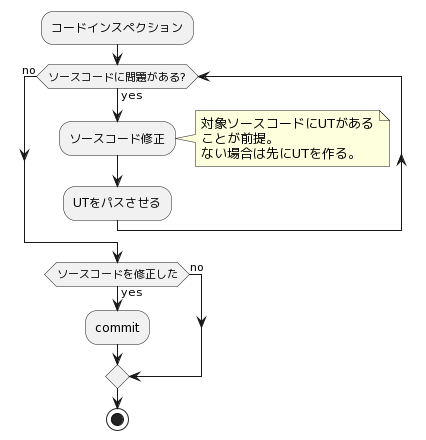 コードインスペクション
no
ソースコードに問題がある?
yes
ソースコード修正
対象ソースコードにUTがある
ことが前提。
ない場合は先にUTを作る。
UTをパスさせる
ソースコードを修正した
no
yes
commit